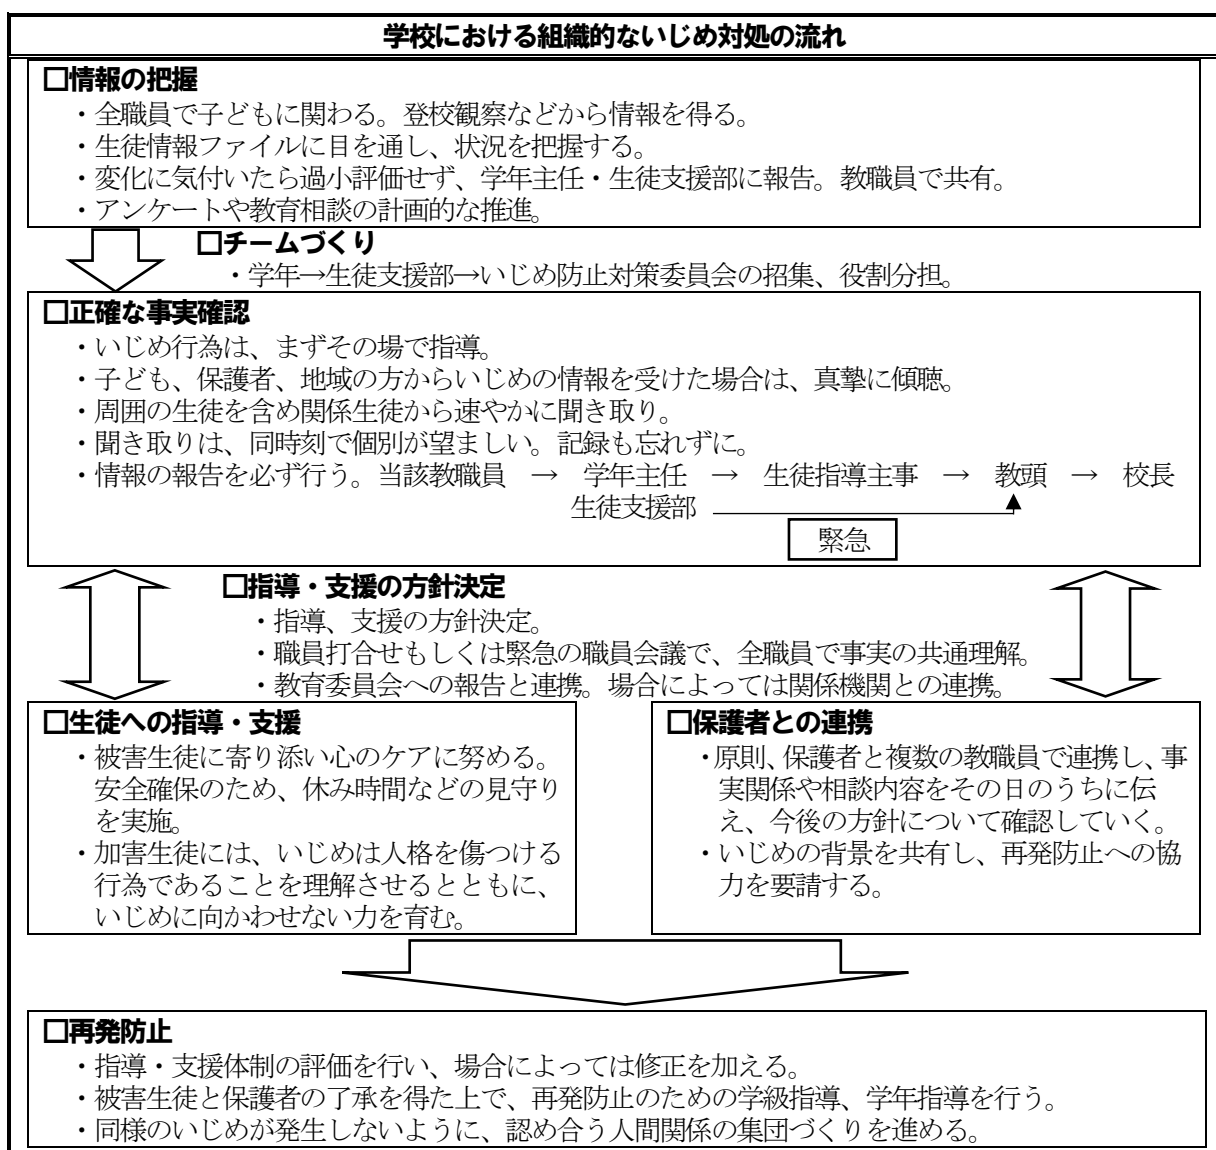 学校における組織的ないじめ対処の流れ
□情報の把握
・全職員で子どもに関わる。登校観察などから情報を得る。
・生徒情報ファイルに目を通し、状況を把握する。
・変化に気付いたら過小評価せず、学年主任・生徒支援部に報告。教職員で共有。
・アンケートや教育相談の計画的な推進。
□チームづくり
・学年→生徒支援部→いじめ防止対策委員会の招集、役割分担。
□正確な事実確認
・いじめ行為は、まずその場で指導。
・子ども、保護者、地域の方からいじめの情報を受けた場合は、真摯に傾聴。
・周囲の生徒を含め関係生徒から速やかに聞き取り。
・聞き取りは、同時刻で個別が望ましい。記録も忘れずに。
・情報の報告を必ず行う。当該教職員 → 学年主任 → 生徒指導主事 → 教頭 → 校長
生徒支援部
緊急
□指導・支援の方針決定
・指導、支援の方針決定。
・職員打合せもしくは緊急の職員会議で、全職員で事実の共通理解。
・教育委員会への報告と連携。場合によっては関係機関との連携。
□生徒への指導・支援
・被害生徒に寄り添い心のケアに努める。
安全確保のため、休み時間などの見守り
を実施。
・加害生徒には、いじめは人格を傷つける
行為であることを理解させるとともに、
いじめに向かわせない力を育む。
□保護者との連携
・原則、保護者と複数の教職員で連携し、事
実関係や相談内容をその日のうちに伝
え、今後の方針について確認していく。
・いじめの背景を共有し、再発防止への協
力を要請する。
□再発防止
・指導・支援体制の評価を行い、場合によっては修正を加える。
・被害生徒と保護者の了承を得た上で、再発防止のための学級指導、学年指導を行う。
・同様のいじめが発生しないように、認め合う人間関係の集団づくりを進める。